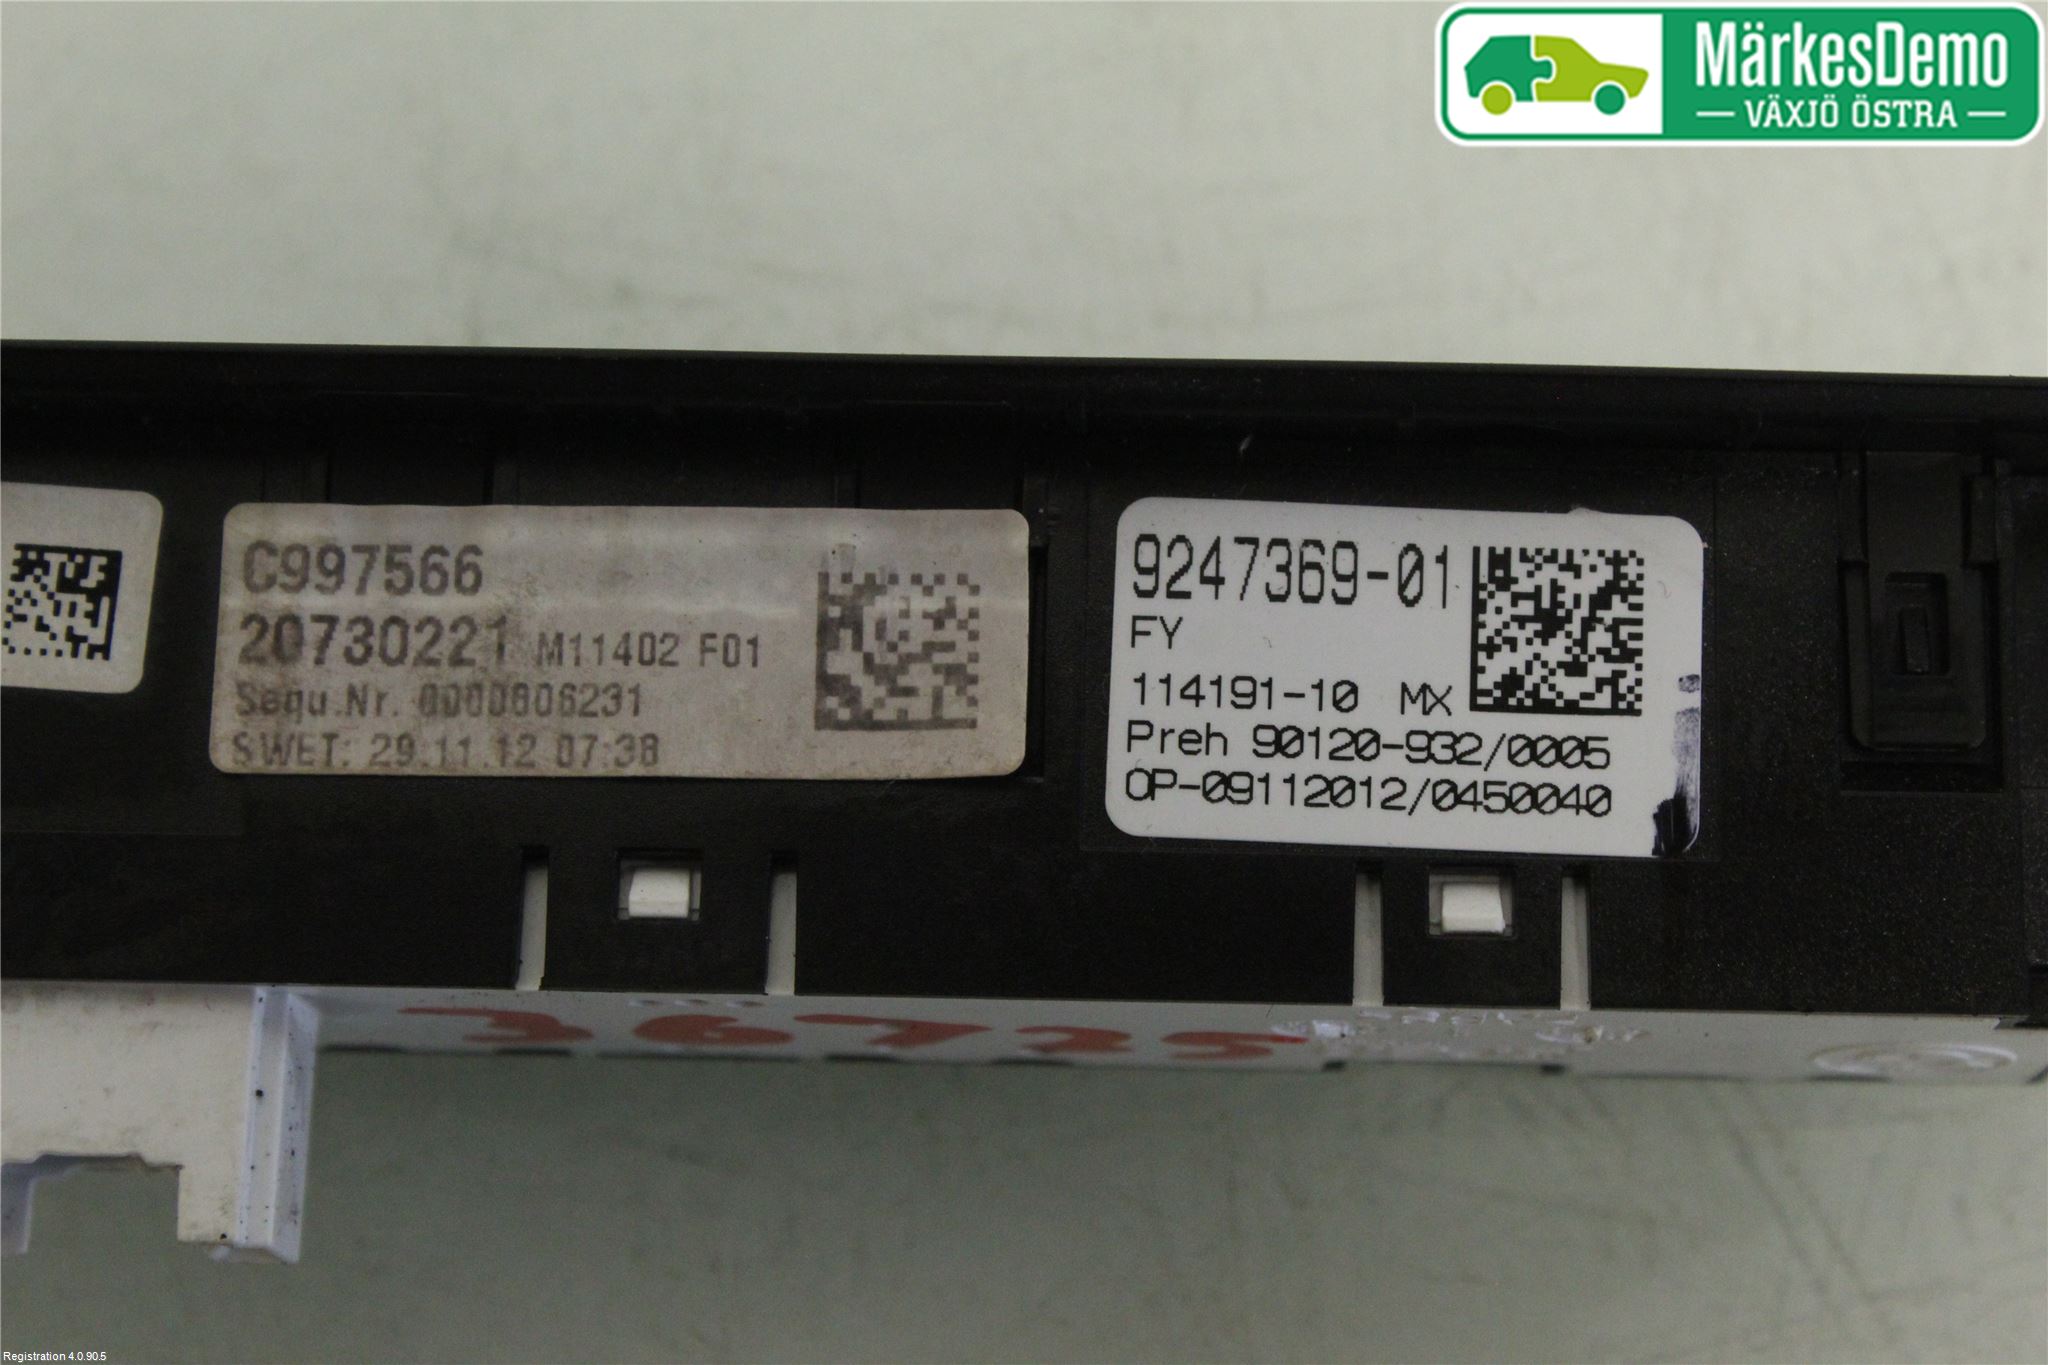 MärkesDemo
VÄXJÖ ÖSTRA
C997566
20730221 M11402 F01
Sequ.Nr. 0000806231
SWET: 29.11.12 07:38
9247369-01
FY
114191-10 MX
Preh 90120-932/0005
OP-09112012/0450040
36725
Registration 4.0.90.5